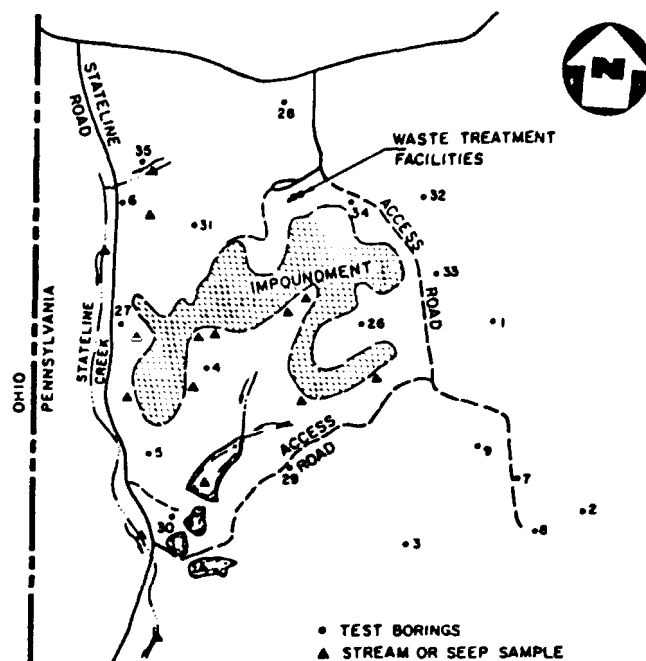 N
STATELINE
ROAD
28
WASTE TREATMENT
FACILITIES
35
6
31
34
32
ACCESS
ROAD
33
IMPOUNDMENT
27
26
1
OHIO
PENNSYLVANIA
STATELINE
CREEK
4
5
ACCESS
ROAD
29
9
7
2
8
30
3
• TEST BORINGS
▲ STREAM OR SEEP SAMPLE